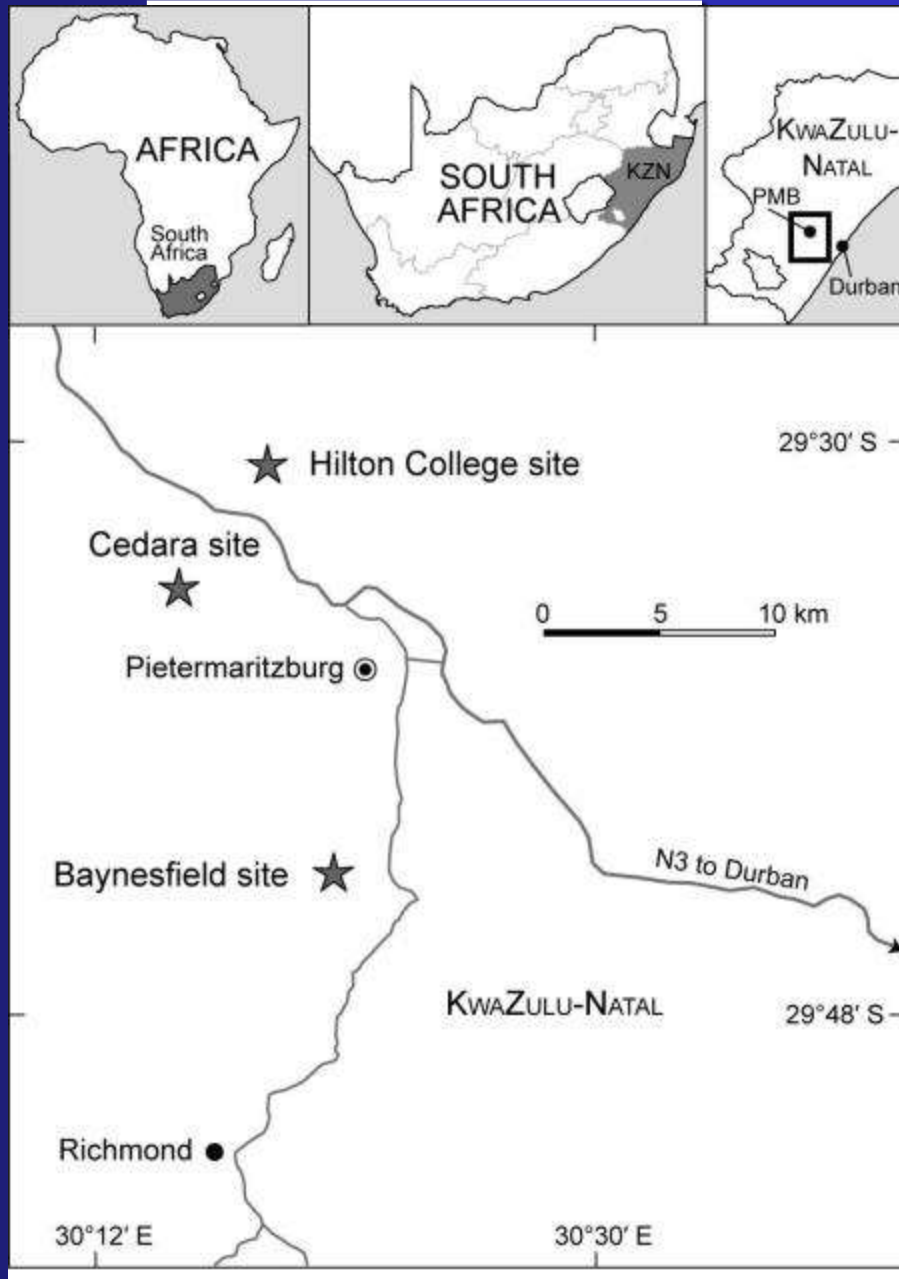 AFRICA
South
Africa
SOUTH
AFRICA
KZN
KWAZULU-
NATAL
PMB
Durban
29°30′ S
Hilton College site
Cedara site
0 5 10 km
Pietermaritzburg
Baynesfield site
N3 to Durban
KWAZULU-NATAL
29°48′ S
Richmond
30°12′ E
30°30′ E